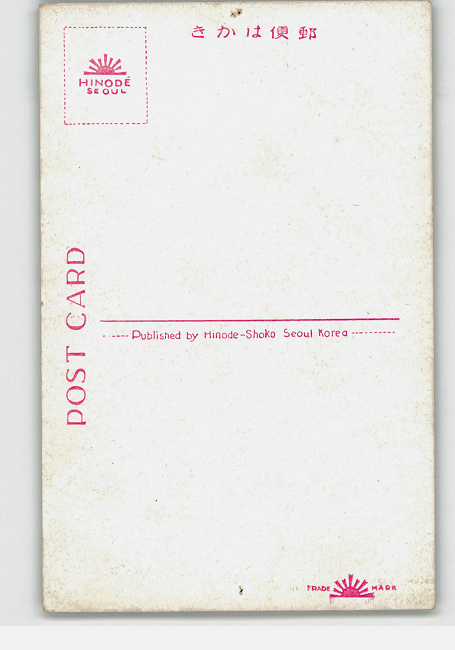 きかは便郵
HINODÉ
SEOUL
POST CARD
Published by Hinode-Shoko Seoul Korea
TRADE MARK